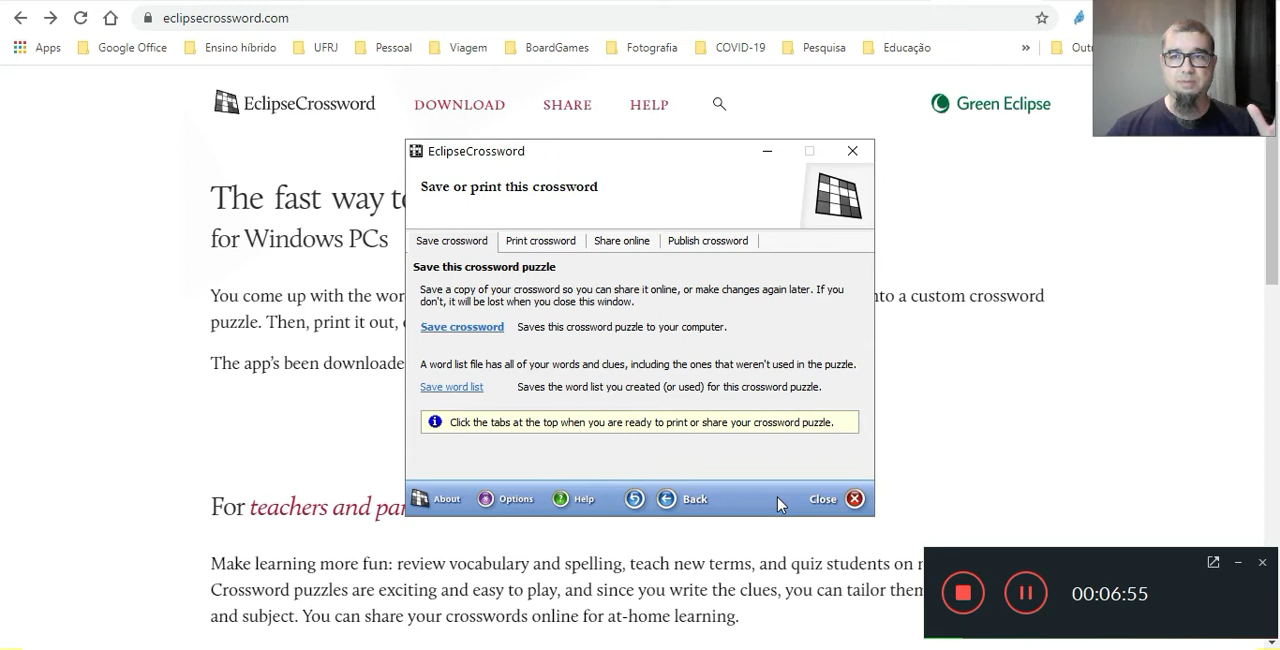 eclipsecrossword.com
Apps Google Office Ensino híbrido UFRJ Pessoal Viagem BoardGames Fotografia COVID-19 Pesquisa Educação » Outr
EclipseCrossword DOWNLOAD SHARE HELP Green Eclipse
EclipseCrossword
Save or print this crossword
Save crossword Print crossword Share online Publish crossword
Save this crossword puzzle
Save a copy of your crossword so you can share it online, or make changes again later. If you
don't, it will be lost when you close this window.
Save crossword Saves this crossword puzzle to your computer.
A word list file has all of your words and clues, including the ones that weren't used in the puzzle.
Save word list Saves the word list you created (or used) for this crossword puzzle.
Click the tabs at the top when you are ready to print or share your crossword puzzle.
About Options Help Back Close
The fast way to
for Windows PCs
You come up with the wor nto a custom crossword
puzzle. Then, print it out,
The app's been downloade
For teachers and par
Make learning more fun: review vocabulary and spelling, teach new terms, and quiz students on
Crossword puzzles are exciting and easy to play, and since you write the clues, you can tailor them
and subject. You can share your crosswords online for at-home learning.
00:06:55